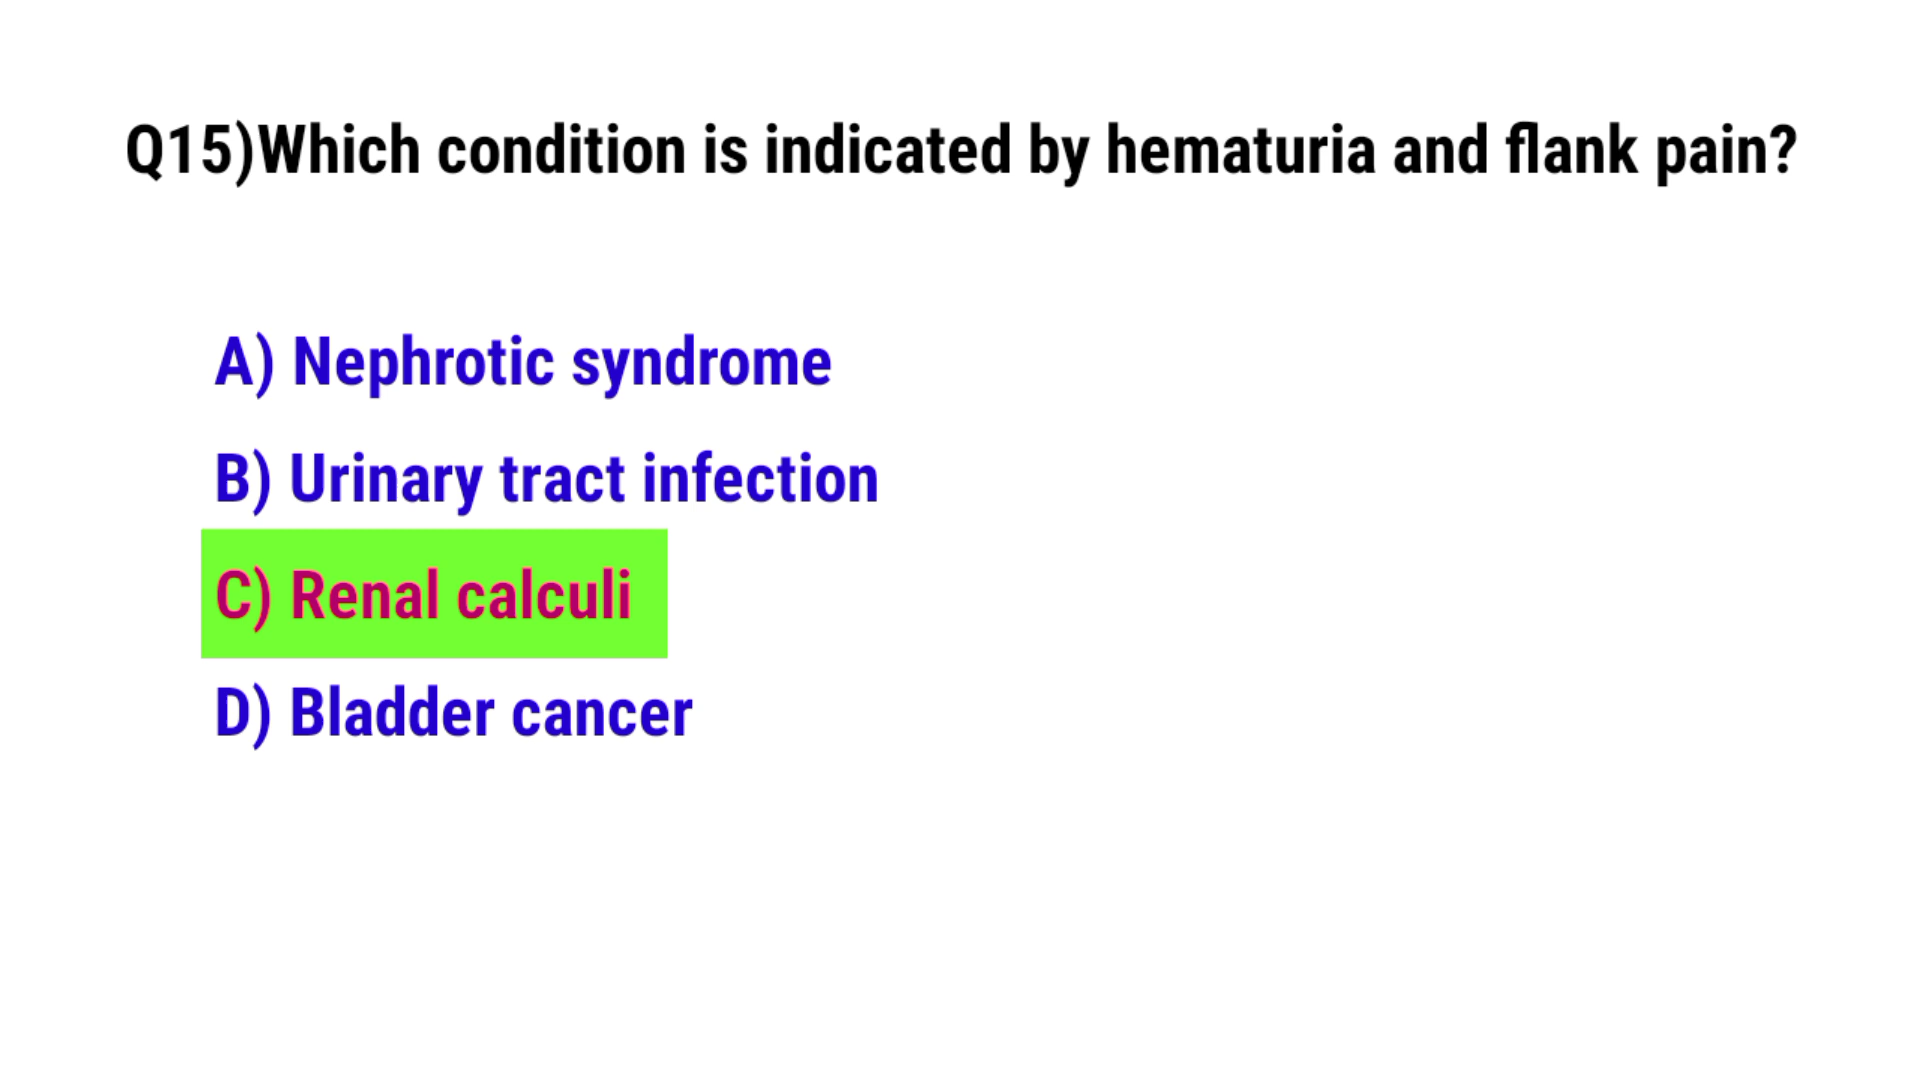 Q15)Which condition is indicated by hematuria and flank pain?
A) Nephrotic syndrome
B) Urinary tract infection
C) Renal calculi
D) Bladder cancer